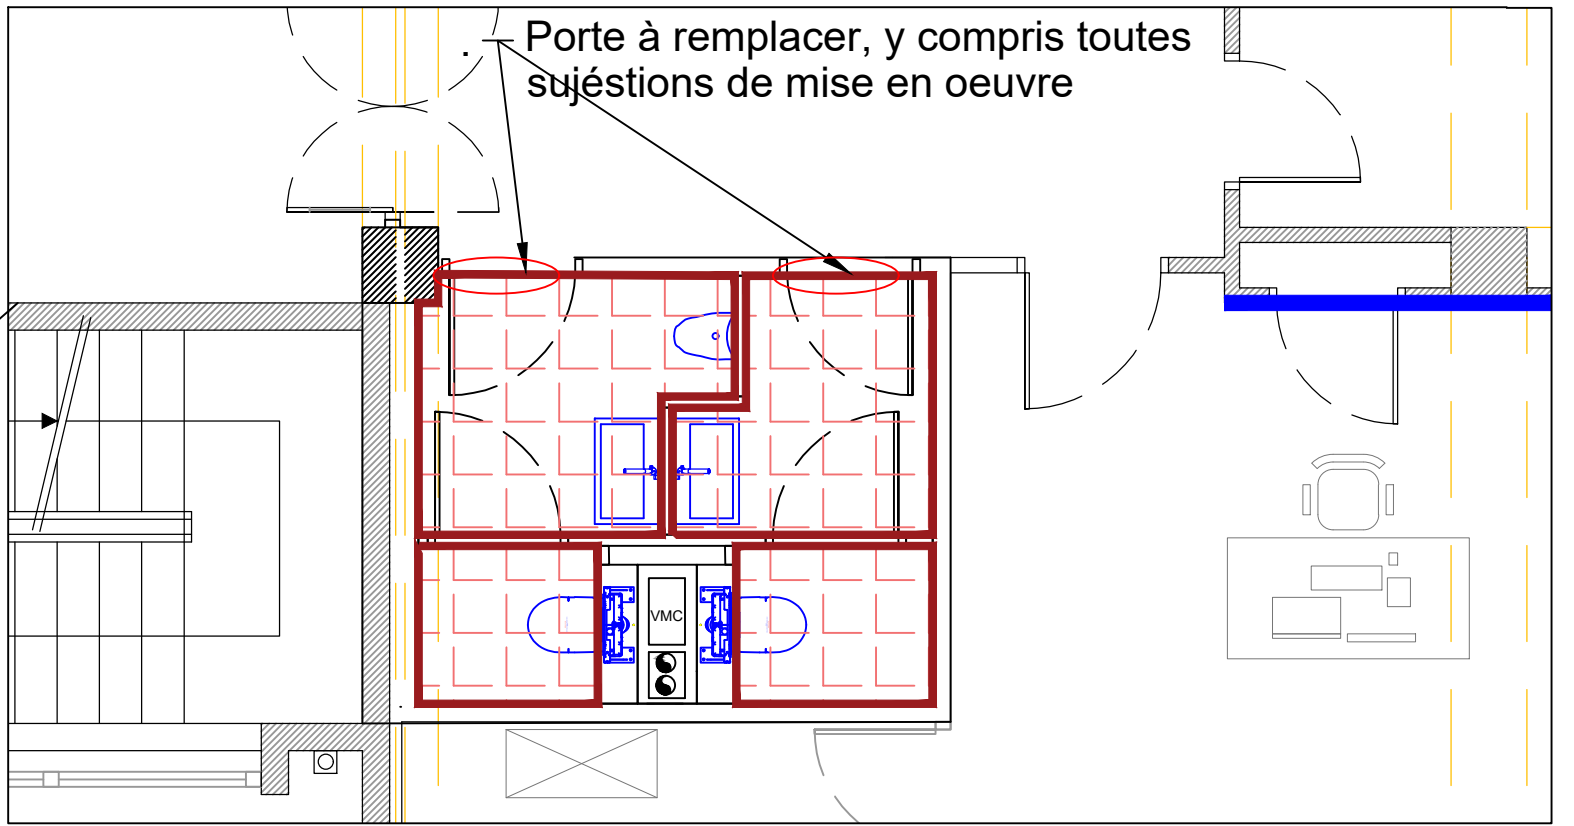 Porte à remplacer, y compris toutes
sujéstions de mise en oeuvre
VMC